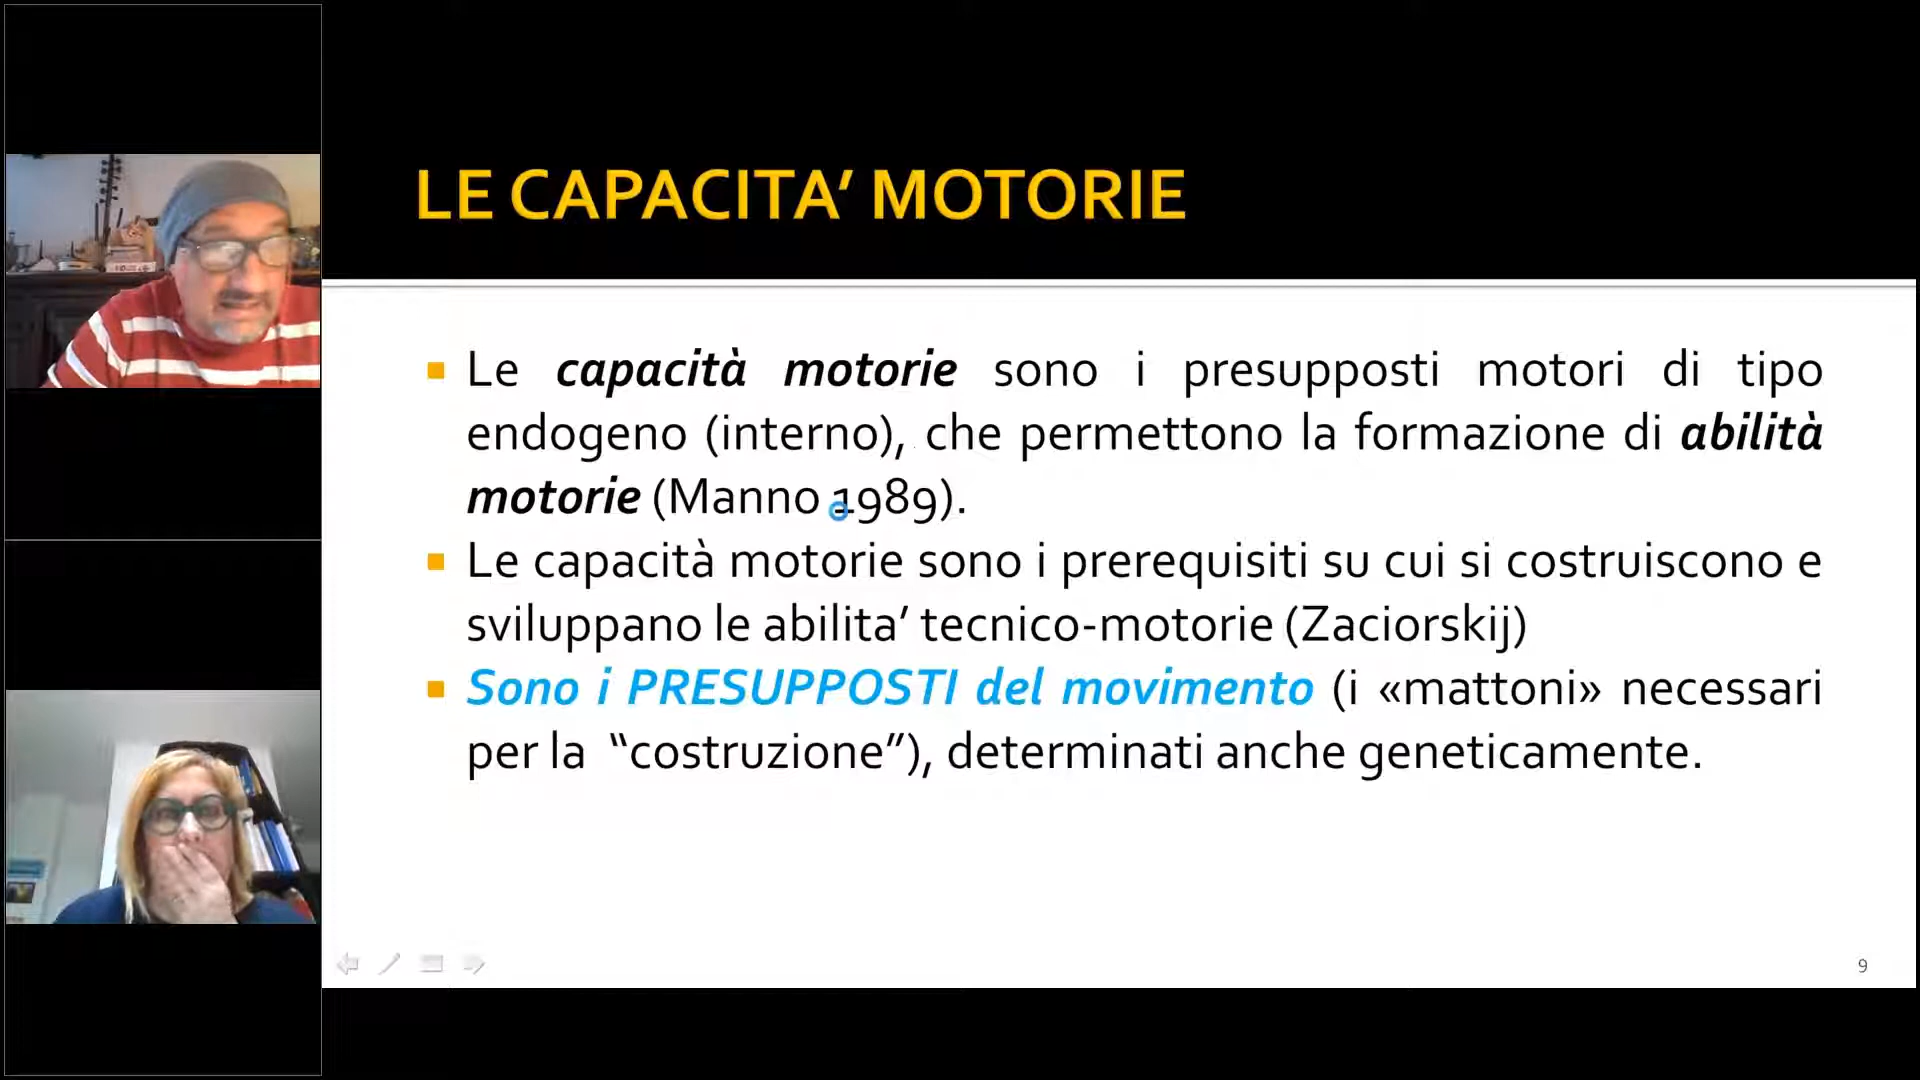 LE CAPACITA’ MOTORIE
Le capacità motorie sono i presupposti motori di tipo
endogeno (interno), che permettono la formazione di abilità
motorie (Manno 1989).
Le capacità motorie sono i prerequisiti su cui si costruiscono e
sviluppano le abilita’ tecnico-motorie (Zaciorskij)
Sono i PRESUPPOSTI del movimento (i «mattoni» necessari
per la “costruzione”), determinati anche geneticamente.
9